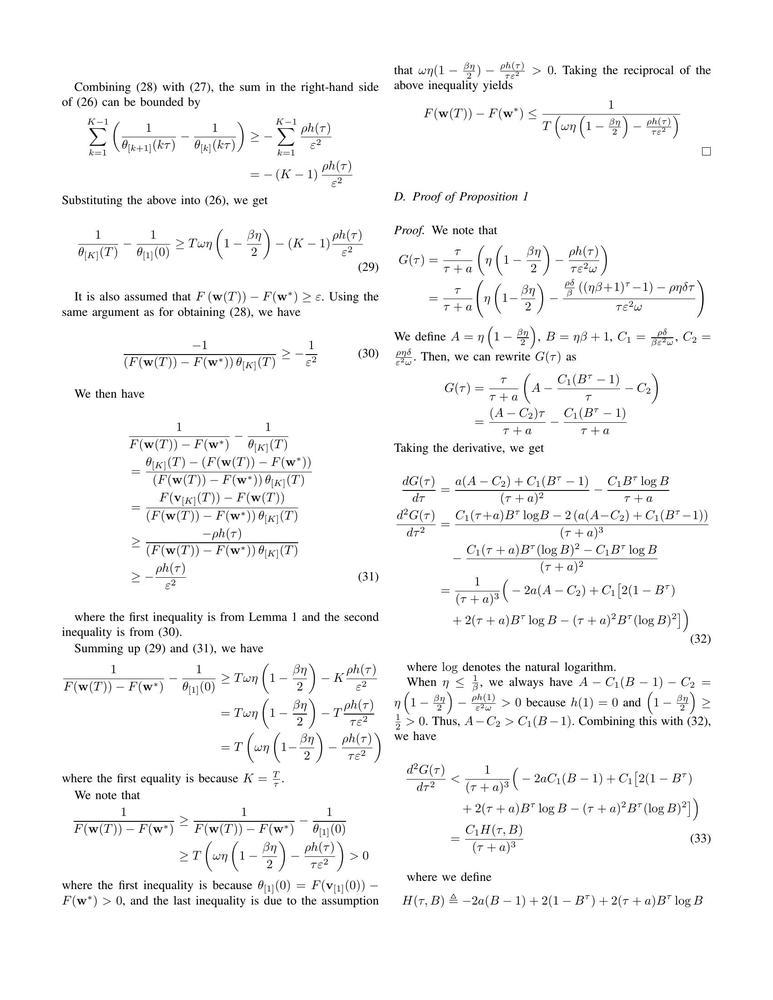 Combining (28) with (27), the sum in the right-hand side
of (26) can be bounded by
\sum_{k=1}^{K-1} \left( \frac{1}{\theta_{[k+1]}(k\tau)} - \frac{1}{\theta_{[k]}(k\tau)} \right) \geq - \sum_{k=1}^{K-1} \frac{\rho h(\tau)}{\varepsilon^2}
= -(K-1) \frac{\rho h(\tau)}{\varepsilon^2}
Substituting the above into (26), we get
\frac{1}{\theta_{[K]}(T)} - \frac{1}{\theta_{[1]}(0)} \geq T\omega\eta \left( 1 - \frac{\beta\eta}{2} \right) - (K-1) \frac{\rho h(\tau)}{\varepsilon^2}
(29)
It is also assumed that F(\mathbf{w}(T)) - F(\mathbf{w}^*) \geq \varepsilon. Using the
same argument as for obtaining (28), we have
\frac{-1}{(F(\mathbf{w}(T)) - F(\mathbf{w}^*)) \theta_{[K]}(T)} \geq -\frac{1}{\varepsilon^2} (30)
We then have
\frac{1}{F(\mathbf{w}(T)) - F(\mathbf{w}^*)} - \frac{1}{\theta_{[K]}(T)}
= \frac{\theta_{[K]}(T) - (F(\mathbf{w}(T)) - F(\mathbf{w}^*))}{(F(\mathbf{w}(T)) - F(\mathbf{w}^*)) \theta_{[K]}(T)}
= \frac{F(\mathbf{v}_{[K]}(T)) - F(\mathbf{w}(T))}{(F(\mathbf{w}(T)) - F(\mathbf{w}^*)) \theta_{[K]}(T)}
\geq \frac{-\rho h(\tau)}{(F(\mathbf{w}(T)) - F(\mathbf{w}^*)) \theta_{[K]}(T)}
\geq -\frac{\rho h(\tau)}{\varepsilon^2} (31)
where the first inequality is from Lemma 1 and the second
inequality is from (30).
Summing up (29) and (31), we have
\frac{1}{F(\mathbf{w}(T)) - F(\mathbf{w}^*)} - \frac{1}{\theta_{[1]}(0)} \geq T\omega\eta \left( 1 - \frac{\beta\eta}{2} \right) - K \frac{\rho h(\tau)}{\varepsilon^2}
= T\omega\eta \left( 1 - \frac{\beta\eta}{2} \right) - T \frac{\rho h(\tau)}{\tau\varepsilon^2}
= T \left( \omega\eta \left( 1 - \frac{\beta\eta}{2} \right) - \frac{\rho h(\tau)}{\tau\varepsilon^2} \right)
where the first equality is because K = \frac{T}{\tau}.
We note that
\frac{1}{F(\mathbf{w}(T)) - F(\mathbf{w}^*)} \geq \frac{1}{F(\mathbf{w}(T)) - F(\mathbf{w}^*)} - \frac{1}{\theta_{[1]}(0)}
\geq T \left( \omega\eta \left( 1 - \frac{\beta\eta}{2} \right) - \frac{\rho h(\tau)}{\tau\varepsilon^2} \right) > 0
where the first inequality is because \theta_{[1]}(0) = F(\mathbf{v}_{[1]}(0)) -
F(\mathbf{w}^*) > 0, and the last inequality is due to the assumption
that \omega\eta(1 - \frac{\beta\eta}{2}) - \frac{\rho h(\tau)}{\tau\varepsilon^2} > 0. Taking the reciprocal of the
above inequality yields
F(\mathbf{w}(T)) - F(\mathbf{w}^*) \leq \frac{1}{T \left( \omega\eta \left( 1 - \frac{\beta\eta}{2} \right) - \frac{\rho h(\tau)}{\tau\varepsilon^2} \right)}
□
D. Proof of Proposition 1
Proof. We note that
G(\tau) = \frac{\tau}{\tau + a} \left( \eta \left( 1 - \frac{\beta\eta}{2} \right) - \frac{\rho h(\tau)}{\tau\varepsilon^2\omega} \right)
= \frac{\tau}{\tau + a} \left( \eta \left( 1 - \frac{\beta\eta}{2} \right) - \frac{\frac{\rho\delta}{\beta} ((\eta\beta+1)^\tau - 1) - \rho\eta\delta\tau}{\tau\varepsilon^2\omega} \right)
We define A = \eta \left( 1 - \frac{\beta\eta}{2} \right), B = \eta\beta + 1, C_1 = \frac{\rho\delta}{\beta\varepsilon^2\omega}, C_2 =
\frac{\rho\eta\delta}{\varepsilon^2\omega}. Then, we can rewrite G(\tau) as
G(\tau) = \frac{\tau}{\tau + a} \left( A - \frac{C_1(B^\tau - 1)}{\tau} - C_2 \right)
= \frac{(A - C_2)\tau}{\tau + a} - \frac{C_1(B^\tau - 1)}{\tau + a}
Taking the derivative, we get
\frac{dG(\tau)}{d\tau} = \frac{a(A - C_2) + C_1(B^\tau - 1)}{(\tau + a)^2} - \frac{C_1 B^\tau \log B}{\tau + a}
\frac{d^2G(\tau)}{d\tau^2} = \frac{C_1(\tau+a)B^\tau \log B - 2(a(A-C_2) + C_1(B^\tau-1))}{(\tau + a)^3}
- \frac{C_1(\tau + a)B^\tau(\log B)^2 - C_1 B^\tau \log B}{(\tau + a)^2}
= \frac{1}{(\tau + a)^3} \Big( -2a(A - C_2) + C_1 \big[ 2(1 - B^\tau)
+ 2(\tau + a)B^\tau \log B - (\tau + a)^2 B^\tau (\log B)^2 \big] \Big)
(32)
where log denotes the natural logarithm.
When \eta \leq \frac{1}{\beta}, we always have A - C_1(B - 1) - C_2 =
\eta \left( 1 - \frac{\beta\eta}{2} \right) - \frac{\rho h(1)}{\varepsilon^2\omega} > 0 because h(1) = 0 and \left( 1 - \frac{\beta\eta}{2} \right) \geq
\frac{1}{2} > 0. Thus, A - C_2 > C_1(B - 1). Combining this with (32),
we have
\frac{d^2G(\tau)}{d\tau^2} < \frac{1}{(\tau + a)^3} \Big( -2aC_1(B - 1) + C_1 \big[ 2(1 - B^\tau)
+ 2(\tau + a)B^\tau \log B - (\tau + a)^2 B^\tau (\log B)^2 \big] \Big)
= \frac{C_1 H(\tau, B)}{(\tau + a)^3} (33)
where we define
H(\tau, B) \triangleq -2a(B - 1) + 2(1 - B^\tau) + 2(\tau + a)B^\tau \log B